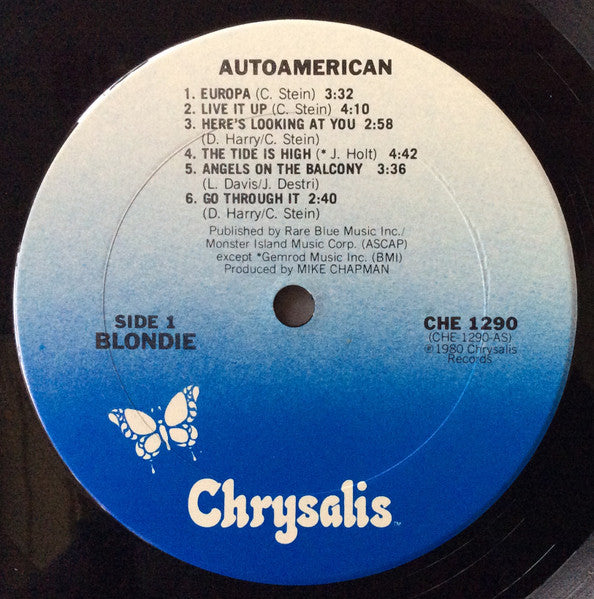 AUTOAMERICAN
1. EUROPA (C. Stein) 3:32
2. LIVE IT UP (C. Stein) 4:10
3. HERE'S LOOKING AT YOU 2:58
(D. Harry/C. Stein)
4. THE TIDE IS HIGH (* J. Holt) 4:42
5. ANGELS ON THE BALCONY 3:36
(L. Davis/J. Destri)
6. GO THROUGH IT 2:40
(D. Harry/C. Stein)
Published by Rare Blue Music Inc./
Monster Island Music Corp. (ASCAP)
except *Gemrod Music Inc. (BMI)
Produced by MIKE CHAPMAN
SIDE 1
BLONDIE
CHE 1290
(CHE-1290-AS)
℗1980 Chrysalis
Records
Chrysalis™